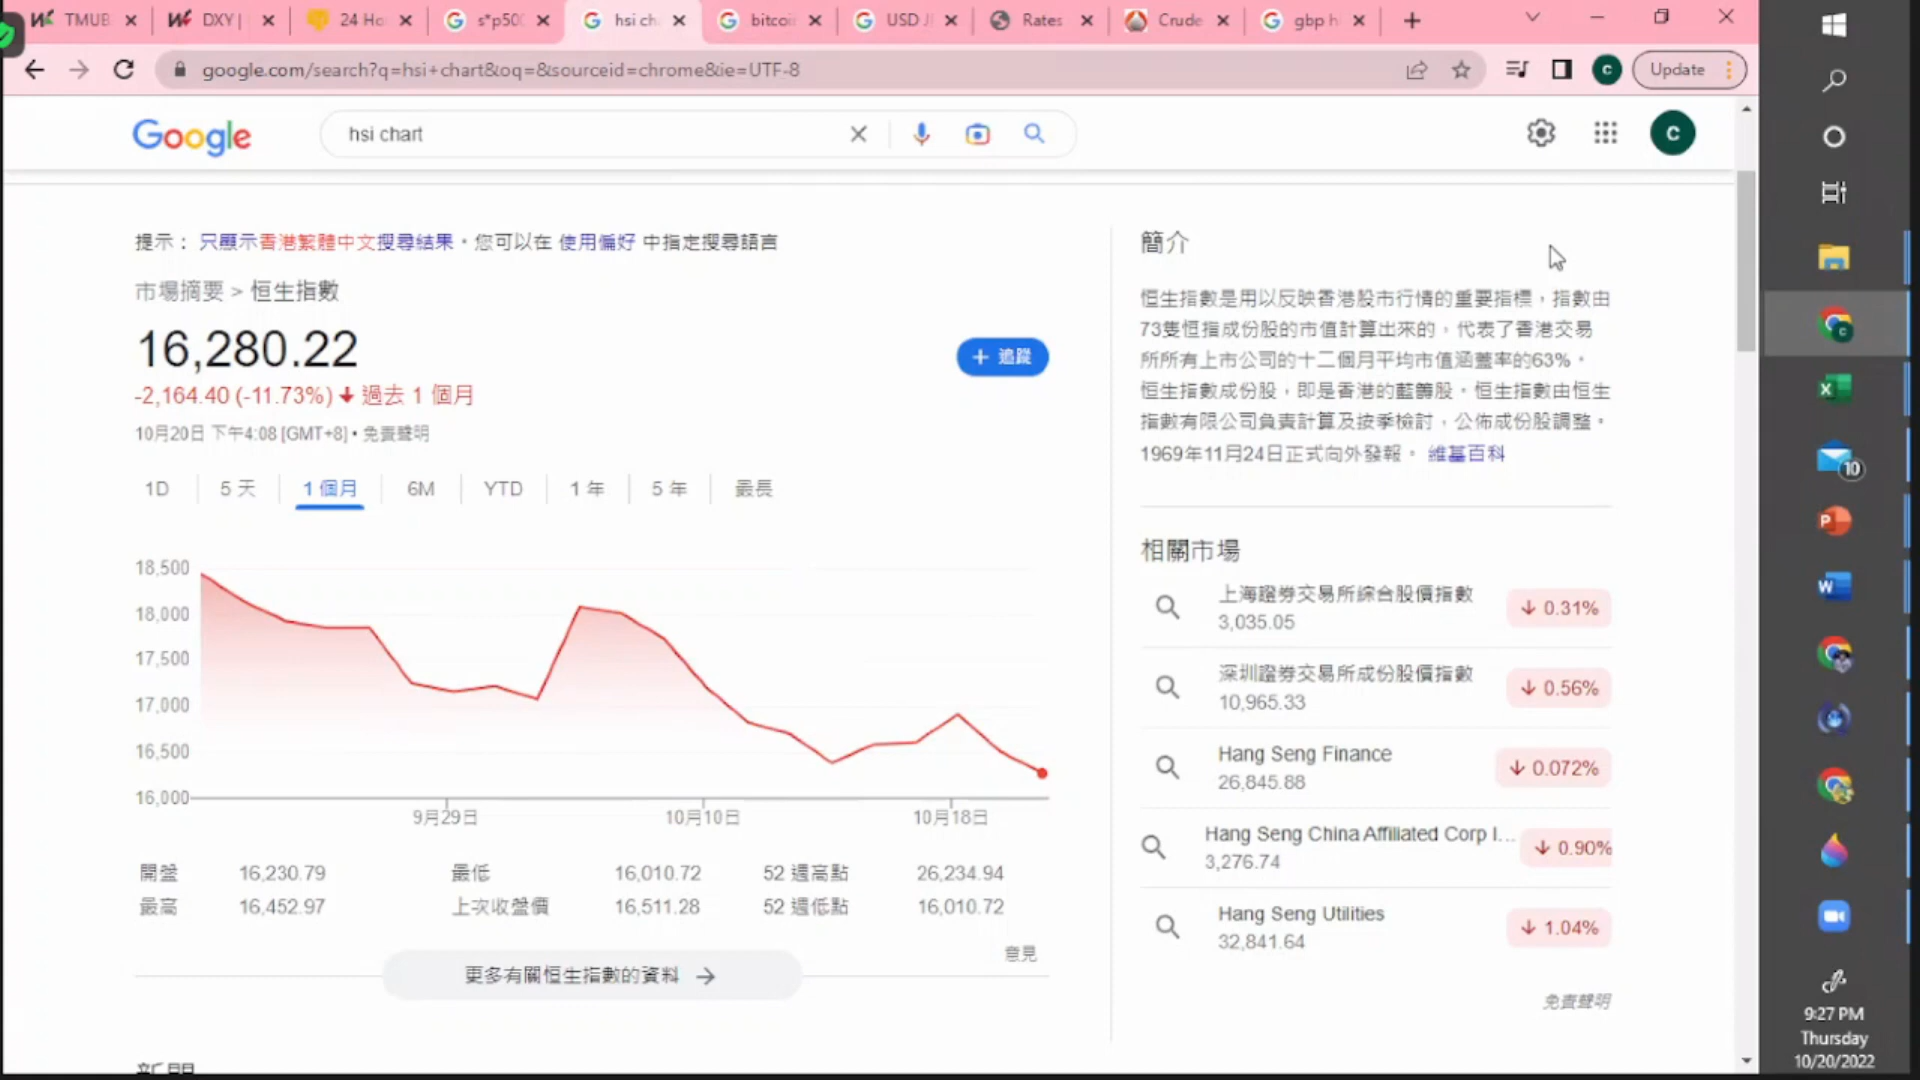 TMUB
DXY |
24 Ho
s*p500
hsi ch
bitcoin
USD J
Rates
Crude
gbp h
google.com/search?q=hsi+chart&oq=&sourceid=chrome&ie=UTF-8
C
Update
Google
hsi chart
C
提示： 只顯示香港繁體中文搜尋結果。您可以在 使用偏好 中指定搜尋語言
市場摘要 > 恒生指數
16,280.22
+ 追蹤
-2,164.40 (-11.73%) ↓ 過去 1 個月
10月20日 下午4:08 [GMT+8] • 免責聲明
1D
5 天
1 個月
6M
YTD
1 年
5 年
最長
18,500
18,000
17,500
17,000
16,500
16,000
9月29日
10月10日
10月18日
開盤 16,230.79 最低 16,010.72 52 週高點 26,234.94
最高 16,452.97 上次收盤價 16,511.28 52 週低點 16,010.72
意見
更多有關恒生指數的資料 →
新聞
簡介
恒生指數是用以反映香港股市行情的重要指標，指數由
73隻恒指成份股的市值計算出來的，代表了香港交易
所所有上市公司的十二個月平均市值涵蓋率的63%。
恒生指數成份股，即是香港的藍籌股。恒生指數由恒生
指數有限公司負責計算及按季檢討，公佈成份股調整。
1969年11月24日正式向外發報。 維基百科
相關市場
上海證券交易所綜合股價指數
3,035.05
↓ 0.31%
深圳證券交易所成份股價指數
10,965.33
↓ 0.56%
Hang Seng Finance
26,845.88
↓ 0.072%
Hang Seng China Affiliated Corp I...
3,276.74
↓ 0.90%
Hang Seng Utilities
32,841.64
↓ 1.04%
免責聲明
10
9:27 PM
Thursday
10/20/2022